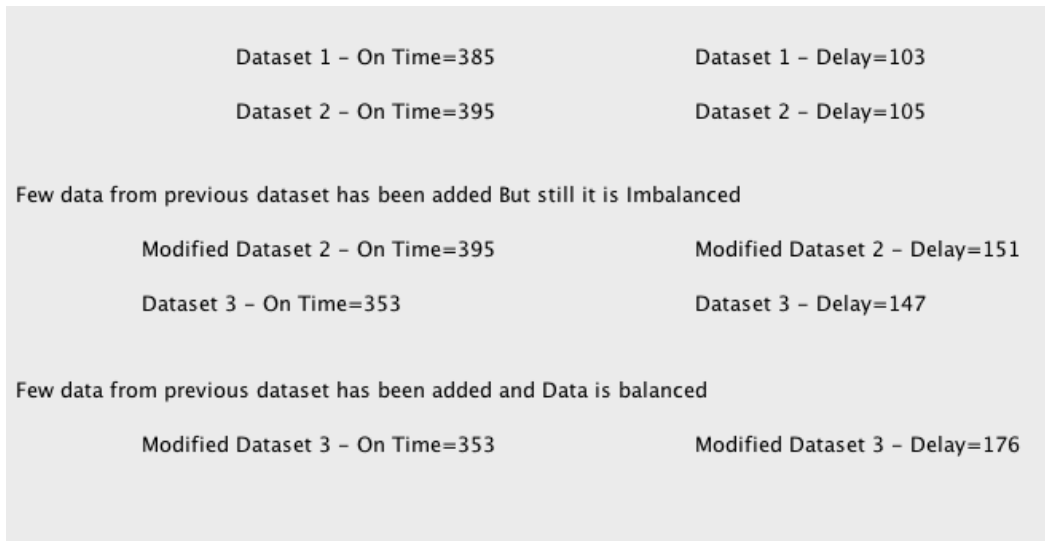 Dataset 1 – On Time=385 Dataset 1 – Delay=103
Dataset 2 – On Time=395 Dataset 2 – Delay=105
Few data from previous dataset has been added But still it is Imbalanced
Modified Dataset 2 – On Time=395 Modified Dataset 2 – Delay=151
Dataset 3 – On Time=353 Dataset 3 – Delay=147
Few data from previous dataset has been added and Data is balanced
Modified Dataset 3 – On Time=353 Modified Dataset 3 – Delay=176